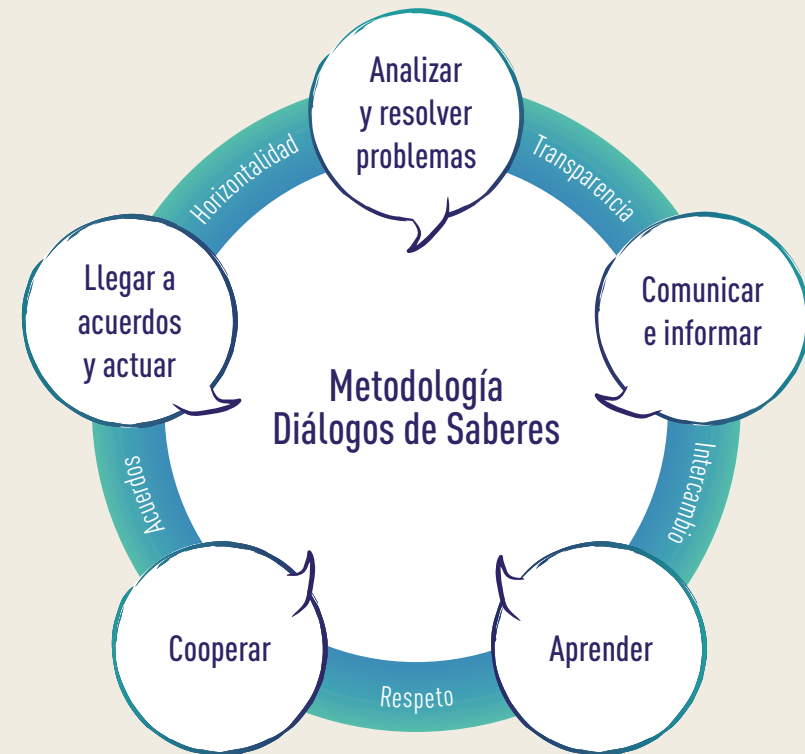 Analizar
y resolver
problemas
Transparencia
Comunicar
e informar
Intercambio
Aprender
Respeto
Cooperar
Acuerdos
Llegar a
acuerdos
y actuar
Horizontalidad
Metodología
Diálogos de Saberes